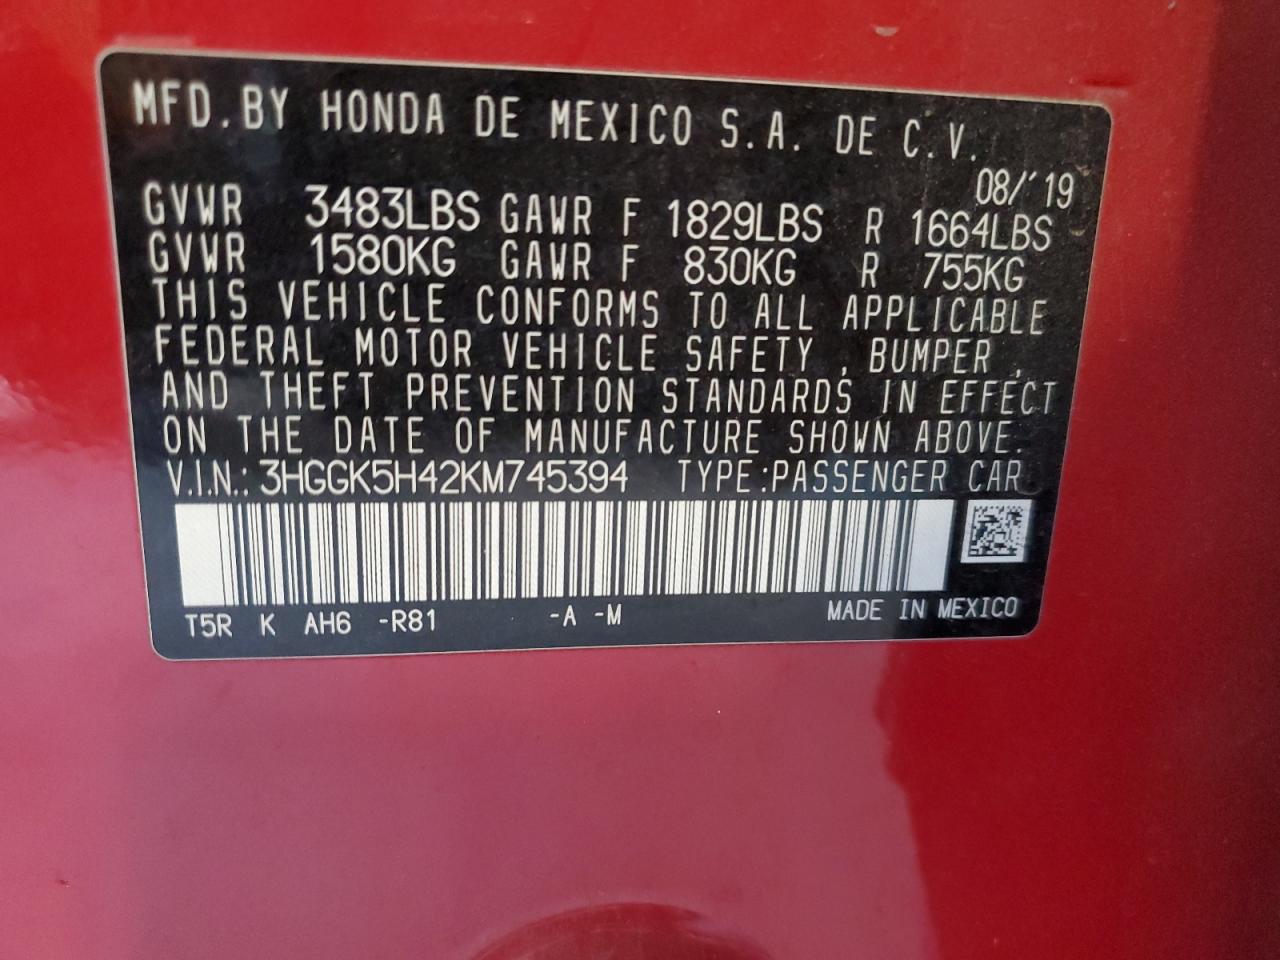 MFD.BY HONDA DE MEXICO S.A. DE C.V.
08/'19
GVWR 3483LBS GAWR F 1829LBS R 1664LBS
GVWR 1580KG GAWR F 830KG R 755KG
THIS VEHICLE CONFORMS TO ALL APPLICABLE
FEDERAL MOTOR VEHICLE SAFETY, BUMPER,
AND THEFT PREVENTION STANDARDS IN EFFECT
ON THE DATE OF MANUFACTURE SHOWN ABOVE.
V.I.N.: 3HGGK5H42KM745394 TYPE:PASSENGER CAR
T5R K AH6 -R81 -A -M MADE IN MEXICO